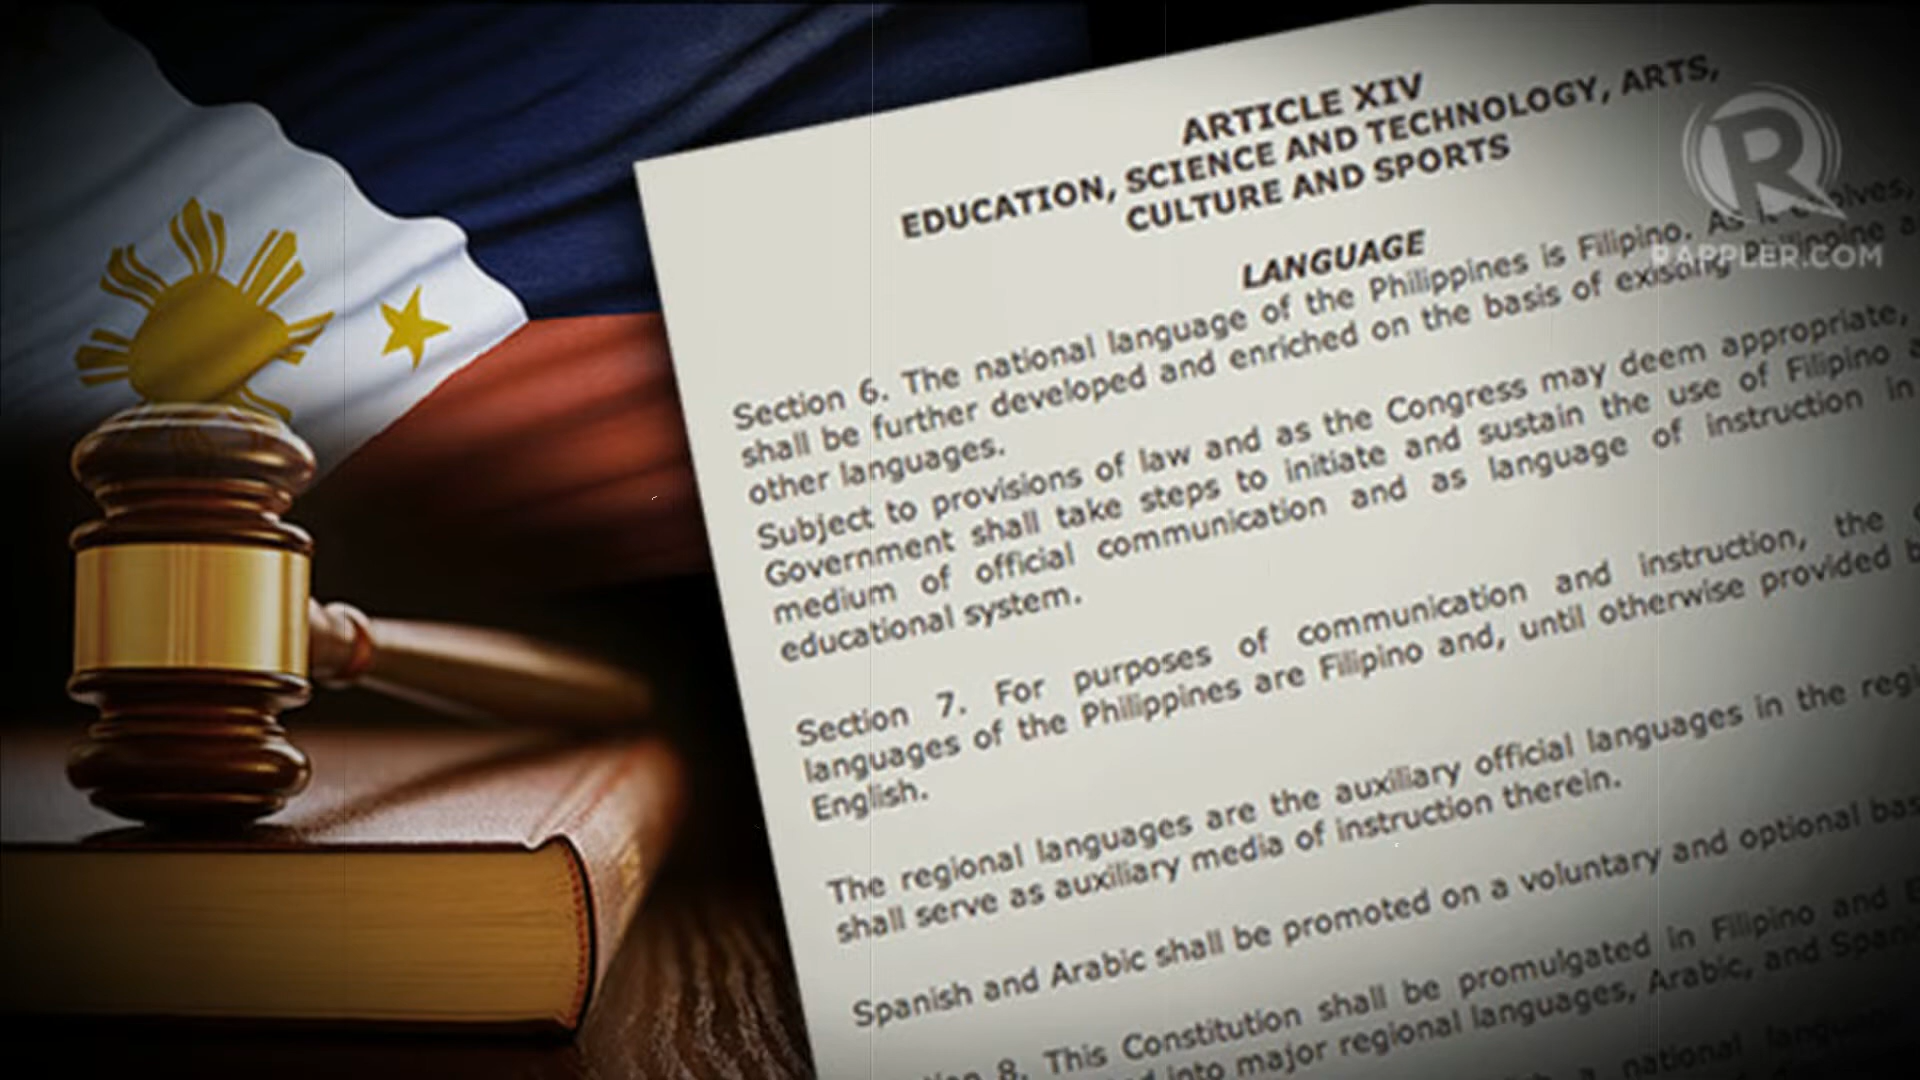 ARTICLE XIV
EDUCATION, SCIENCE AND TECHNOLOGY, ARTS,
CULTURE AND SPORTS
LANGUAGE
Section 6. The national language of the Philippines is Filipino. As it evolves,
shall be further developed and enriched on the basis of existing Philippine
other languages.
Subject to provisions of law and as the Congress may deem appropriate,
Government shall take steps to initiate and sustain the use of Filipino
medium of official communication and as language of instruction in
educational system.
Section 7. For purposes of communication and instruction, the
languages of the Philippines are Filipino and, until otherwise provided
English.
The regional languages are the auxiliary official languages in the
shall serve as auxiliary media of instruction therein.
Spanish and Arabic shall be promoted on a voluntary and optional
8. This Constitution shall be promulgated in Filipino and
into major regional languages, Arabic, and
a national language
R
RAPPLER.COM